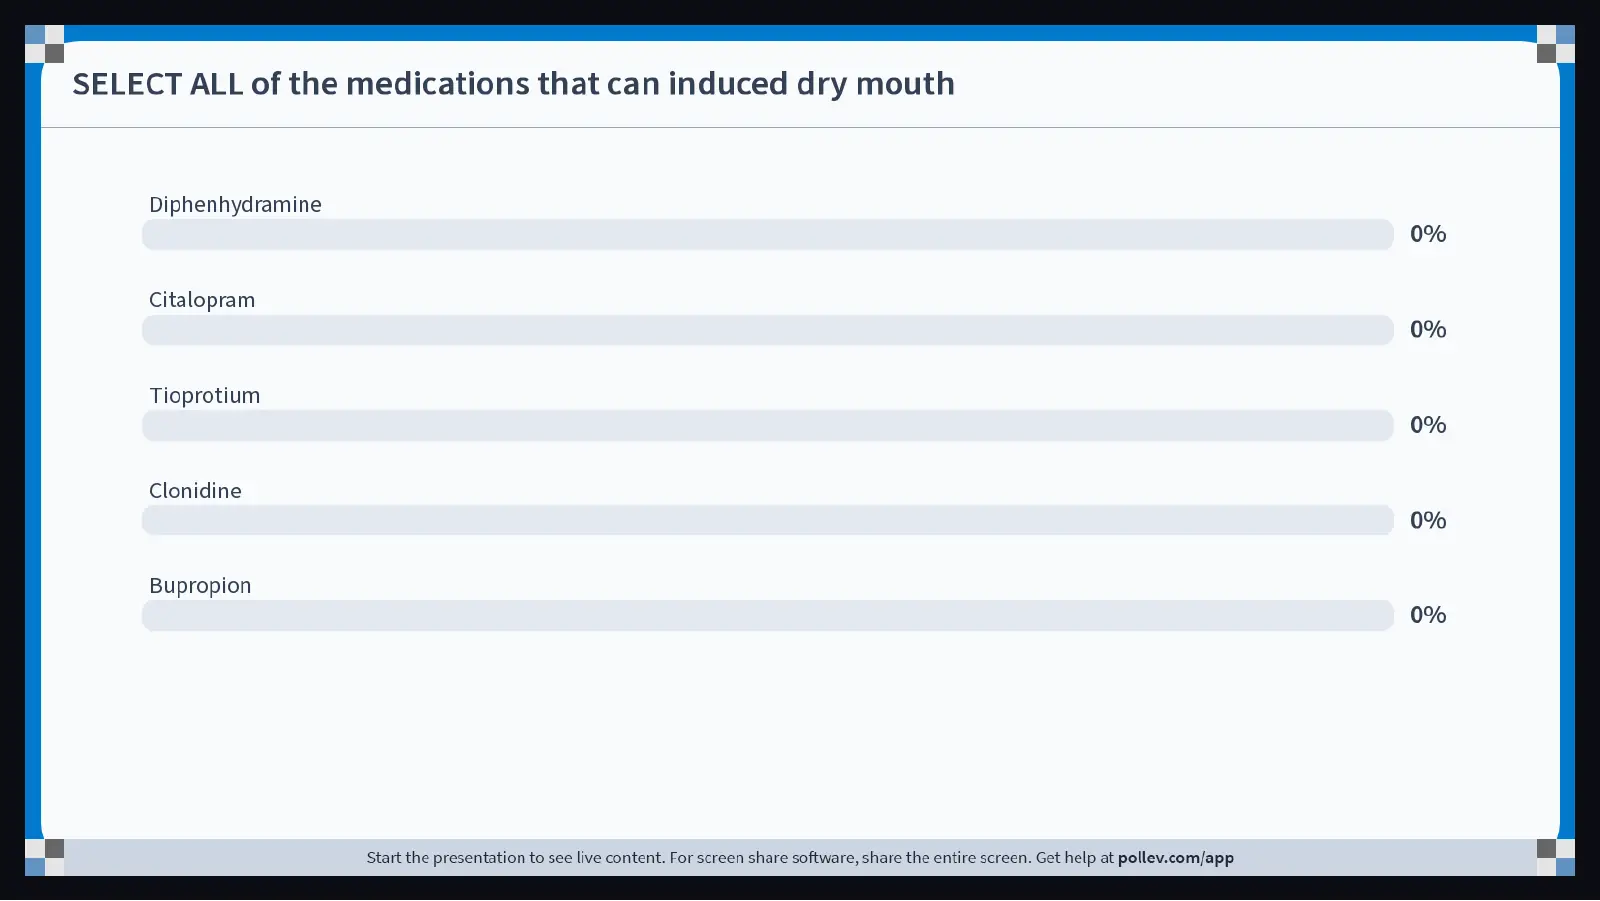 SELECT ALL of the medications that can induced dry mouth
Diphenhydramine
0%
Citalopram
0%
Tioprotium
0%
Clonidine
0%
Bupropion
0%
Start the presentation to see live content. For screen share software, share the entire screen. Get help at pollev.com/app